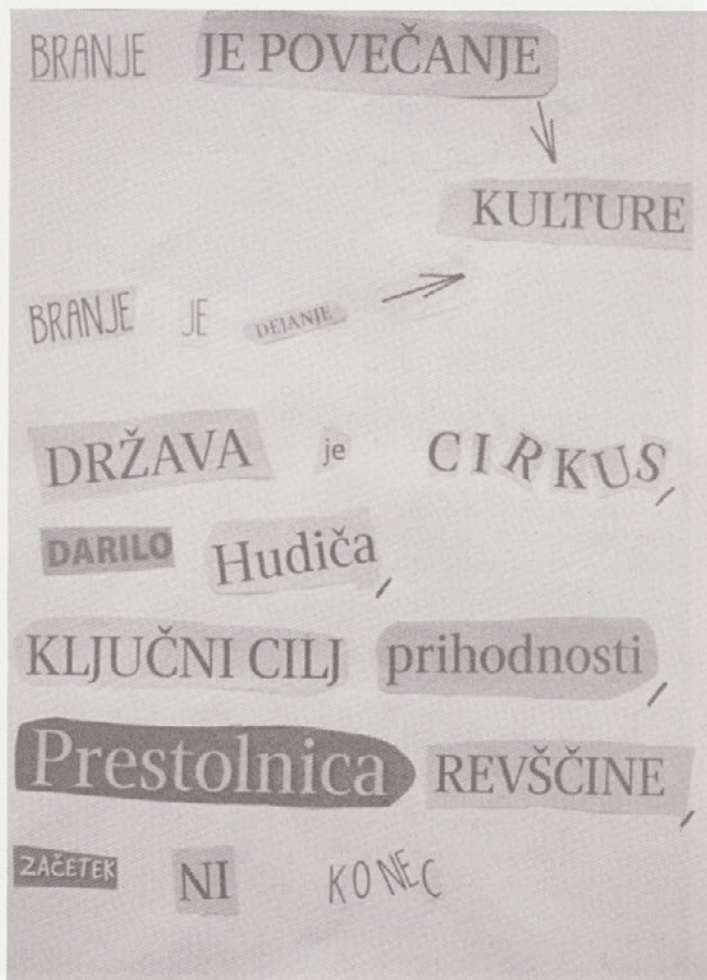 BRANJE JE POVEČANJE
KULTURE
BRANJE JE DEJANJE
DRŽAVA je CIRKUS,
DARILO Hudiča,
KLJUČNI CILJ prihodnosti,
Prestolnica REVŠČINE,
ZAČETEK NI KONEC